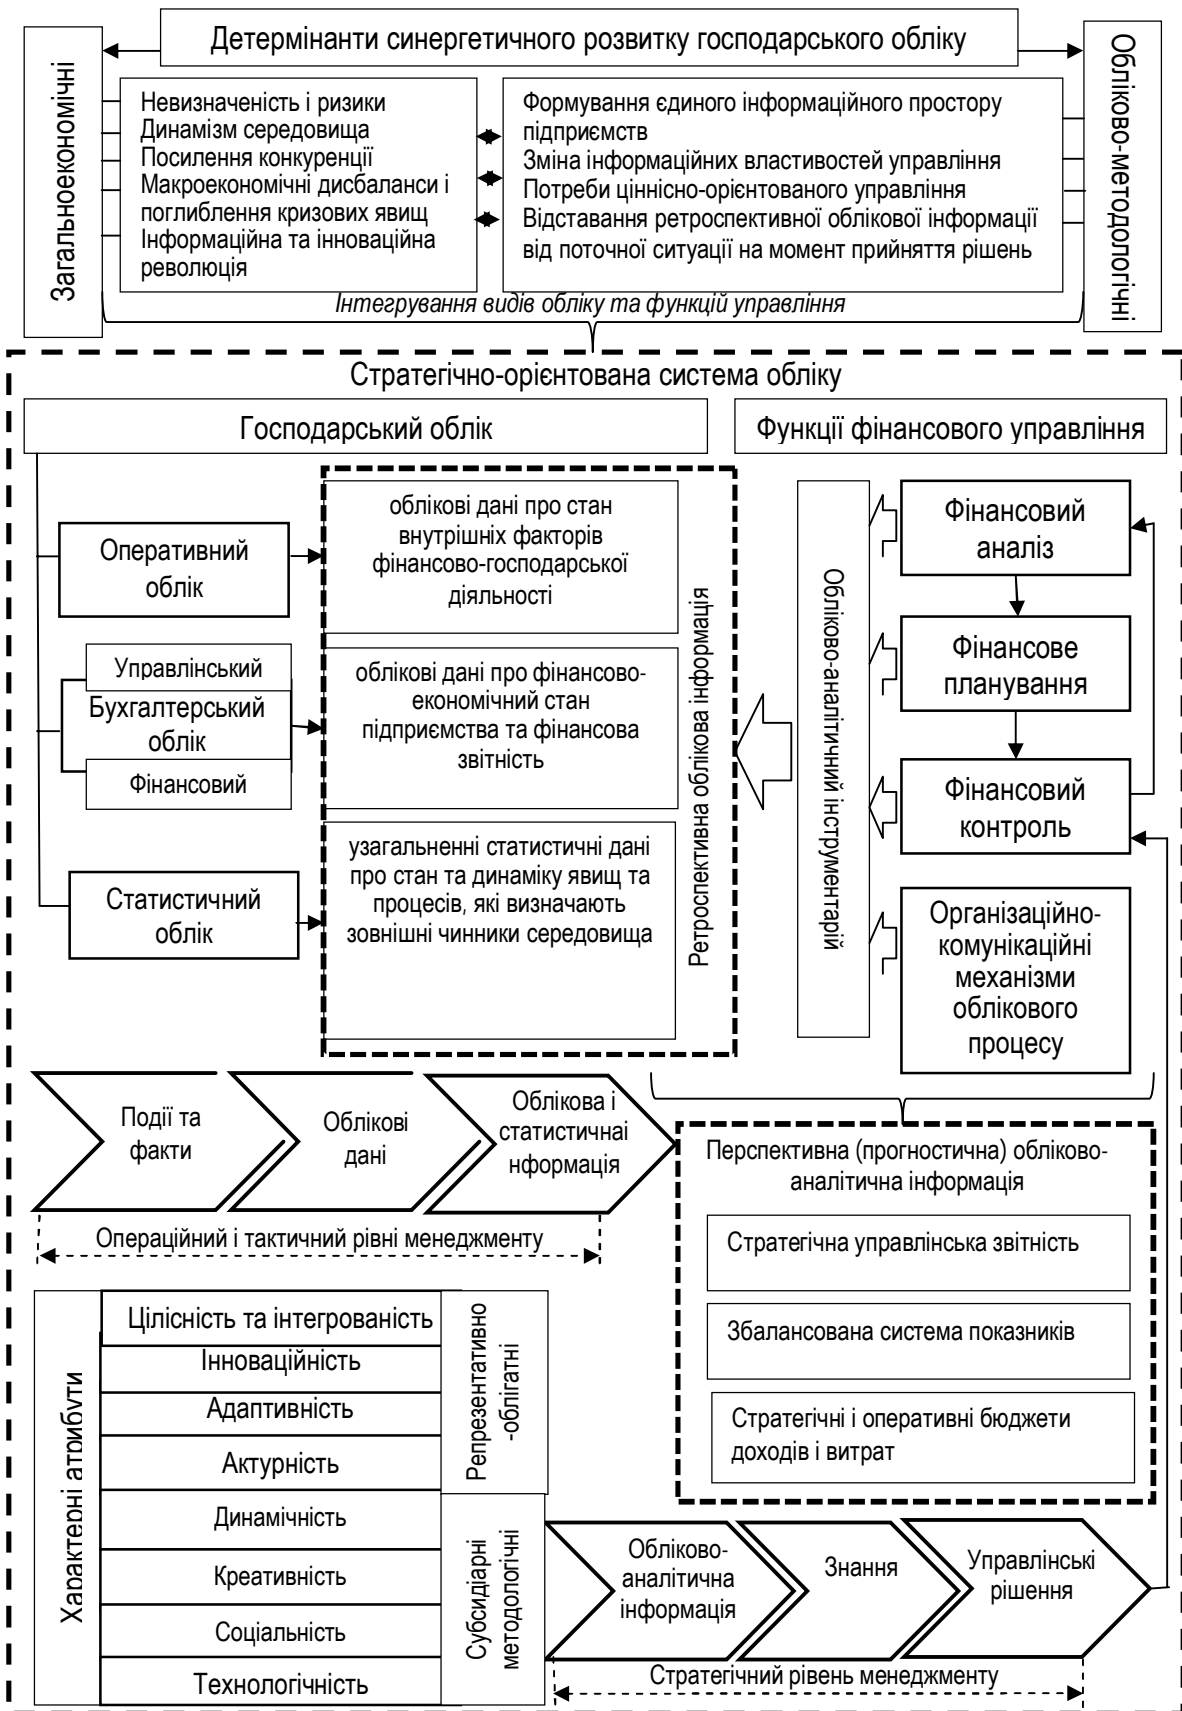 Детермінанти синергетичного розвитку господарського обліку
Загальноекономічні
Невизначеність і ризики
Динамізм середовища
Посилення конкуренції
Макроекономічні дисбаланси і
поглиблення кризових явищ
Інформаційна та інноваційна
революція
Формування єдиного інформаційного простору
підприємств
Зміна інформаційних властивостей управління
Потреби ціннісно-орієнтованого управління
Відставання ретроспективної облікової інформації
від поточної ситуації на момент прийняття рішень
Обліково-методологічні
Інтегрування видів обліку та функцій управління
Стратегічно-орієнтована система обліку
Господарський облік
Функції фінансового управління
Оперативний
облік
Управлінський
Бухгалтерський
облік
Фінансовий
Статистичний
облік
облікові дані про стан
внутрішніх факторів
фінансово-господарської
діяльності
облікові дані про фінансово-
економічний стан
підприємства та фінансова
звітність
узагальненні статистичні дані
про стан та динаміку явищ та
процесів, які визначають
зовнішні чинники середовища
Ретроспективна облікова інформація
Обліково-аналітичний інструментарій
Фінансовий
аналіз
Фінансове
планування
Фінансовий
контроль
Організаційно-
комунікаційні
механізми
облікового
процесу
Події та
факти
Облікові
дані
Облікова і
статистичнаі
нформація
Операційний і тактичний рівні менеджменту
Перспективна (прогностична) обліково-
аналітична інформація
Стратегічна управлінська звітність
Збалансована система показників
Стратегічні і оперативні бюджети
доходів і витрат
Характерні атрибути
Цілісність та інтегрованість
Інноваційність
Адаптивність
Актурність
Динамічність
Креативність
Соціальність
Технологічність
Репрезентативно
-облігатні
Субсидіарні
методологічні
Обліково-
аналітична
інформація
Знання
Управлінські
рішення
Стратегічний рівень менеджменту